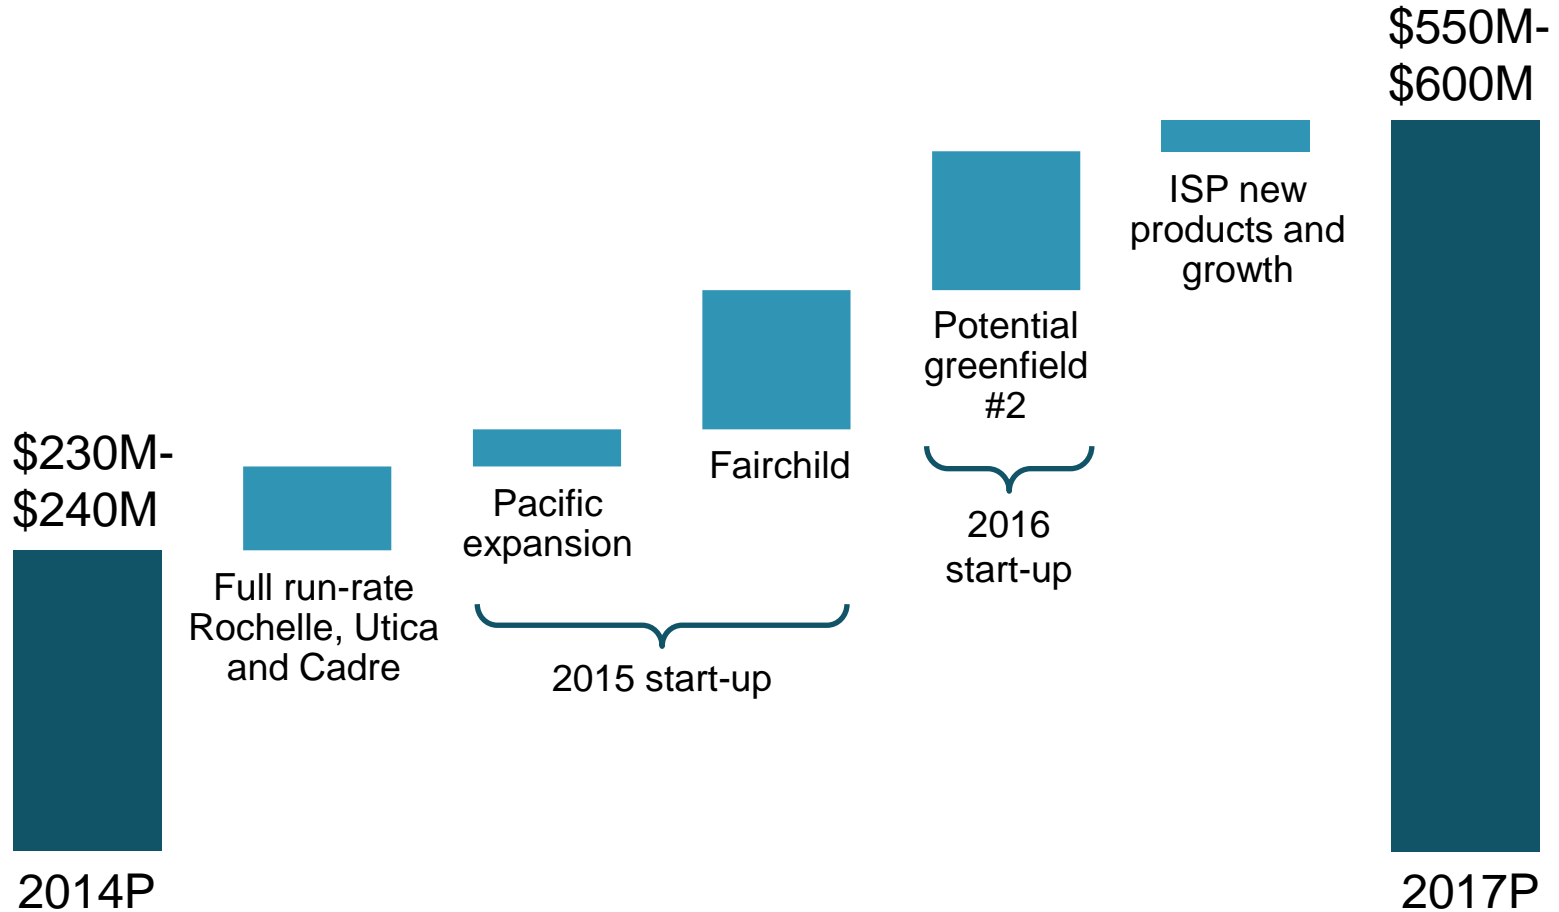 $230M-
$240M
2014P
Full run-rate
Rochelle, Utica
and Cadre
Pacific
expansion
Fairchild
2015 start-up
Potential
greenfield
#2
2016
start-up
ISP new
products and
growth
$550M-
$600M
2017P